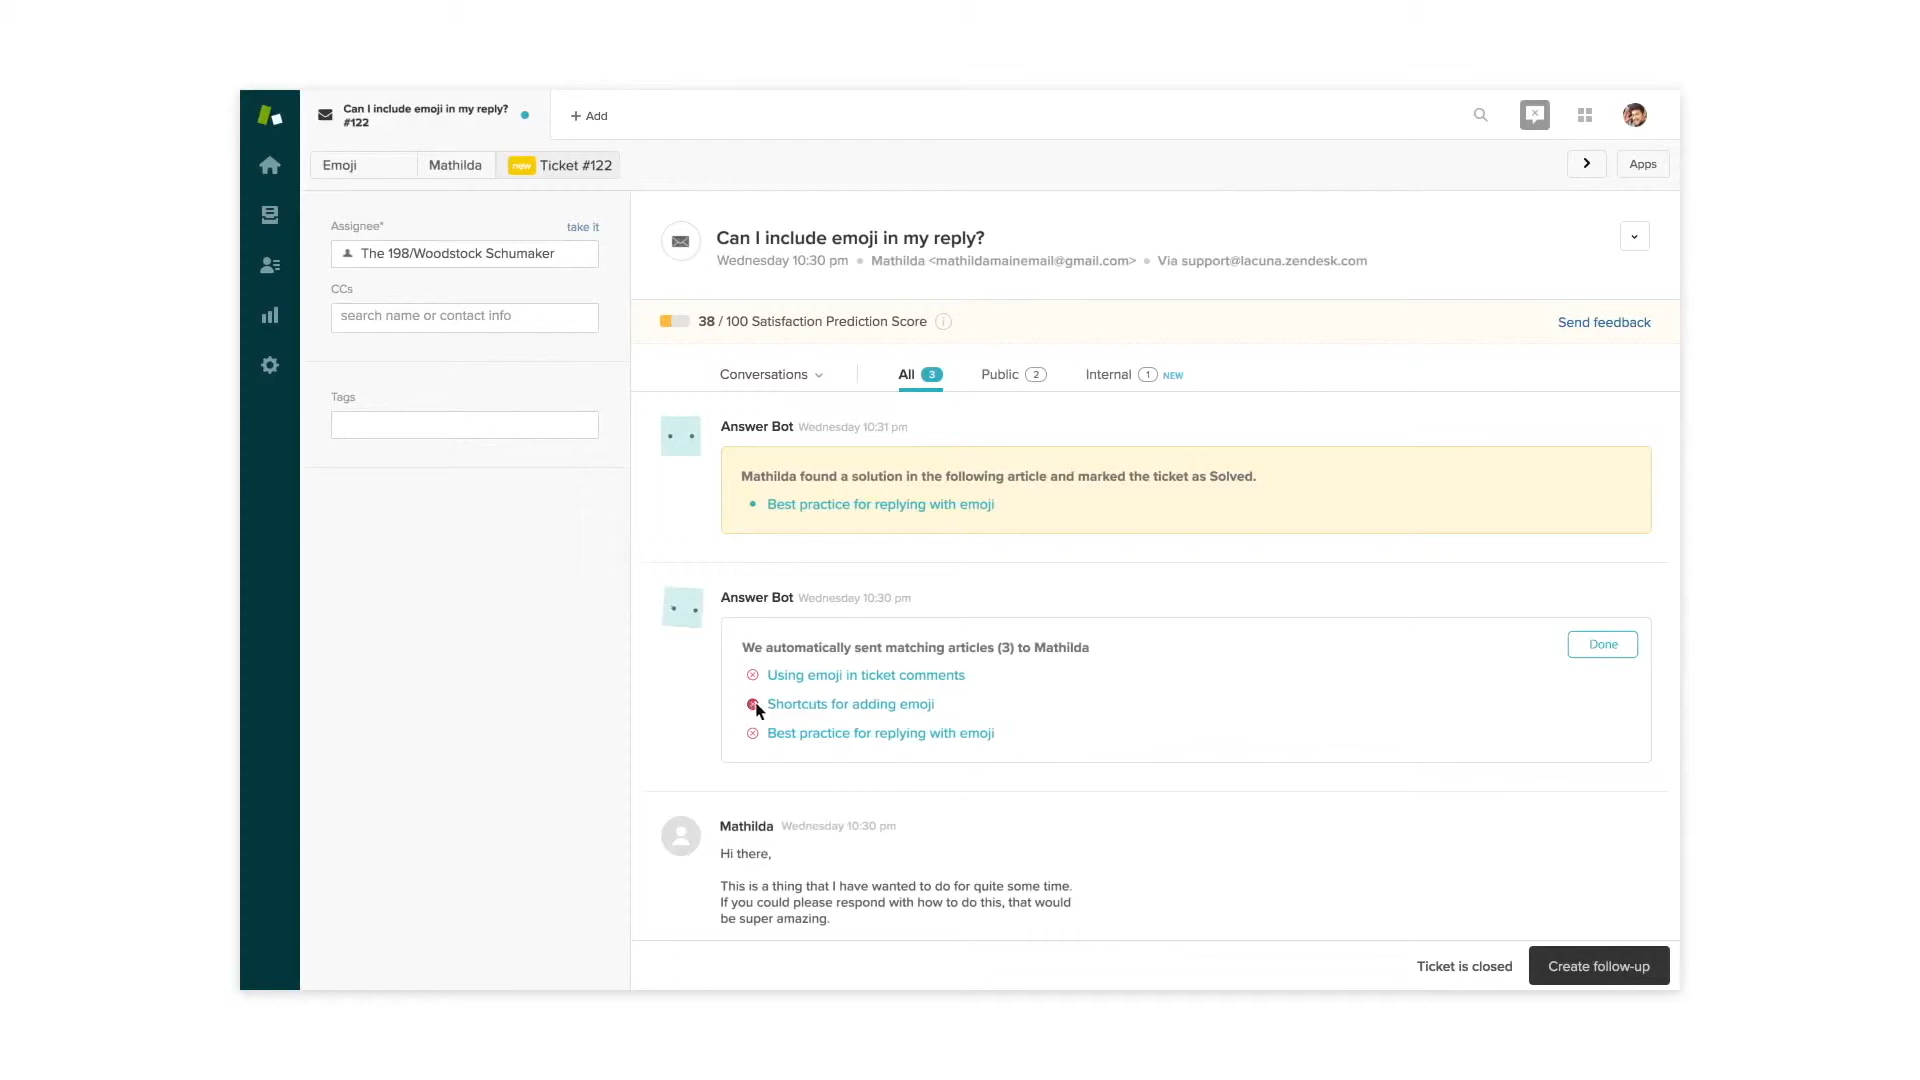 Can I include emoji in my reply?
#122
+ Add
Emoji
Mathilda
new Ticket #122
Apps
Assignee*
take it
The 198/Woodstock Schumaker
CCs
search name or contact info
Tags
Can I include emoji in my reply?
Wednesday 10:30 pm • Mathilda <mathildamainemail@gmail.com> • Via support@lacuna.zendesk.com
38 / 100 Satisfaction Prediction Score
Send feedback
Conversations
All 3
Public 2
Internal 1 NEW
Answer Bot Wednesday 10:31 pm
Mathilda found a solution in the following article and marked the ticket as Solved.
• Best practice for replying with emoji
Answer Bot Wednesday 10:30 pm
We automatically sent matching articles (3) to Mathilda
Done
Using emoji in ticket comments
Shortcuts for adding emoji
Best practice for replying with emoji
Mathilda Wednesday 10:30 pm
Hi there,
This is a thing that I have wanted to do for quite some time.
If you could please respond with how to do this, that would
be super amazing.
Ticket is closed
Create follow-up